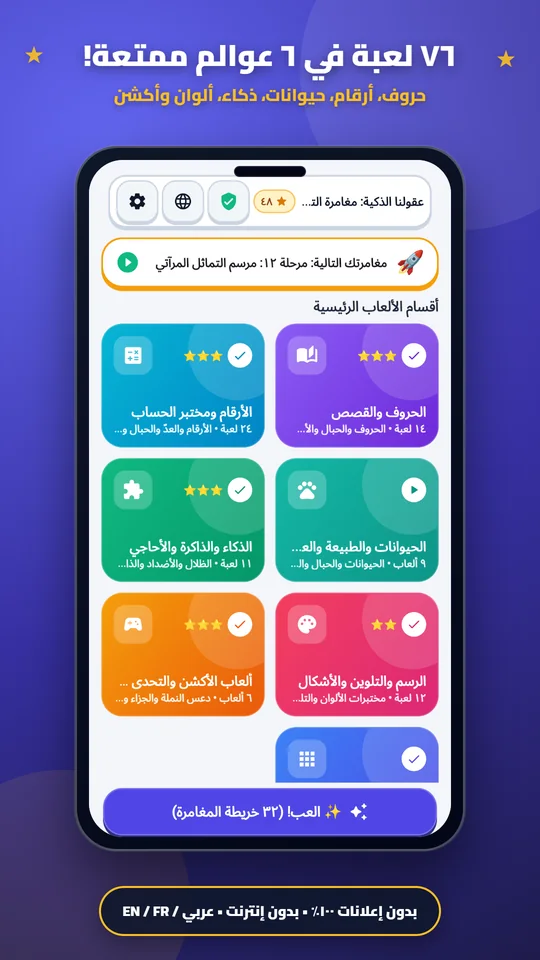 ٧٦ لعبة في ٦ عوالم ممتعة!
حروف، أرقام، حيوانات، ذكاء، ألوان وأكشن
عقولنا الذكية: مغامرة الت...
٤٨
مغامرتك التالية: مرحلة ١٢: مرسم التماثل المرآتي
أقسام الألعاب الرئيسية
الحروف والقصص
١٤ لعبة • الحروف والحبال والأ...
الأرقام ومختبر الحساب
٢٤ لعبة • الأرقام والعدّ والحبال و...
الحيوانات والطبيعة والع...
٩ ألعاب • الحيوانات والحبال وال...
الذكاء والذاكرة والأحاجي
١١ لعبة • الظلال والأضداد والذا...
الرسم والتلوين والأشكال
١٢ لعبة • مختبرات الألوان والتل...
ألعاب الأكشن والتحدي ...
٦ ألعاب • دعس النملة والجزاء و...
✨ العب! (٣٢ خريطة المغامرة)
بدون إعلانات ١٠٠٪ • بدون إنترنت • عربي / EN / FR